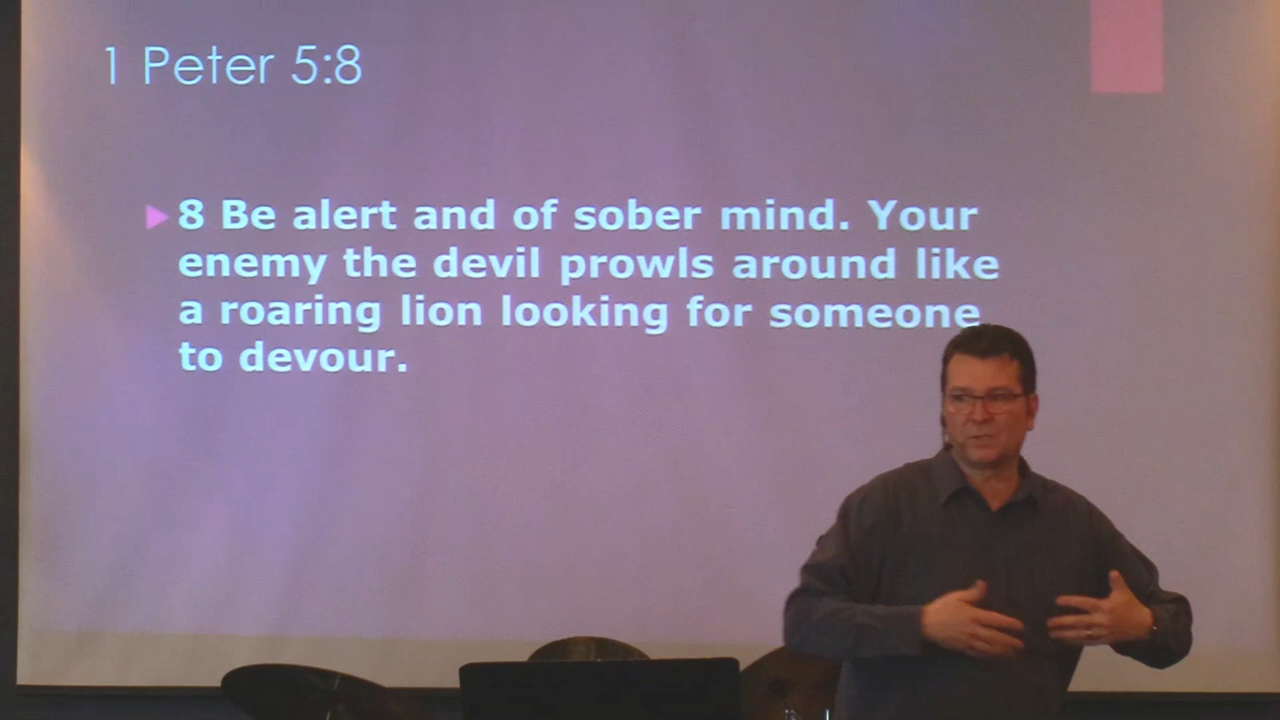 1 Peter 5:8
8 Be alert and of sober mind. Your
enemy the devil prowls around like
a roaring lion looking for someone
to devour.